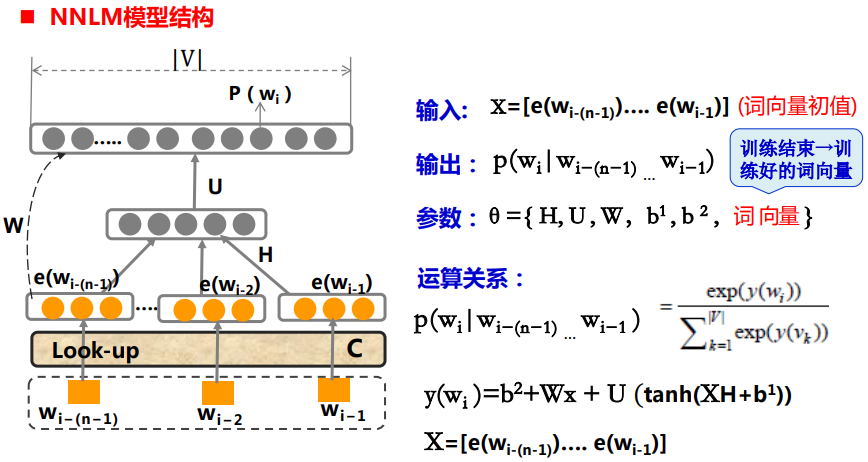 ■ NNLM模型结构
|V|
P ( wᵢ )
.....
U
W
H
e(wᵢ₋₍ₙ₋₁₎)
....
e(wᵢ₋₂)
e(wᵢ₋₁)
Look-up
C
wᵢ₋₍ₙ₋₁₎
wᵢ₋₂
wᵢ₋₁
输入: X=[e(wᵢ₋₍ₙ₋₁₎)…. e(wᵢ₋₁)] (词向量初值)
输出：p(wᵢ|wᵢ₋₍ₙ₋₁₎ … wᵢ₋₁)
训练结束→训
练好的词向量
参数：θ={ H, U, W, b¹,b ², 词向量 }
运算关系：
p(wᵢ|wᵢ₋₍ₙ₋₁₎ … wᵢ₋₁) = exp(y(wᵢ)) / ∑ₖ₌₁^|V| exp(y(vₖ))
y(wᵢ)=b²+Wx + U (tanh(XH+b¹))
X=[e(wᵢ₋₍ₙ₋₁₎)…. e(wᵢ₋₁)]